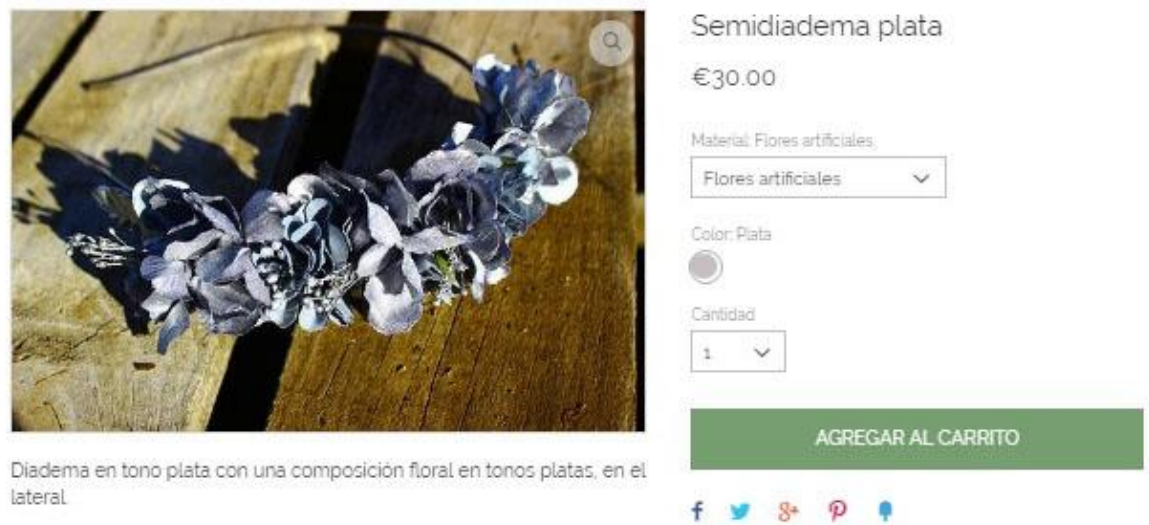 Semidiadema plata
€30.00
Material: Flores artificiales
Flores artificiales
Color: Plata
Cantidad
1
AGREGAR AL CARRITO
Diadema en tono plata con una composición floral en tonos platas, en el
lateral